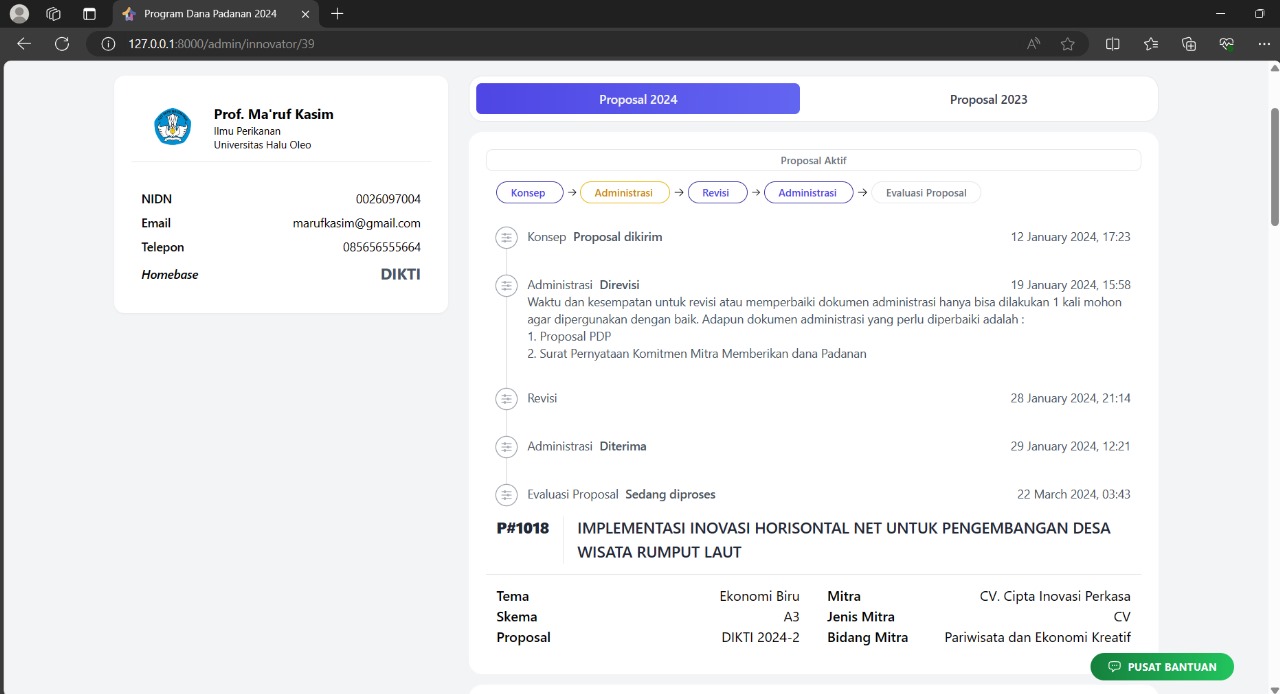 Program Dana Padanan 2024
127.0.0.1:8000/admin/innovator/39
Prof. Ma'ruf Kasim
Ilmu Perikanan
Universitas Halu Oleo
NIDN 0026097004
Email marufkasim@gmail.com
Telepon 085656555664
Homebase DIKTI
Proposal 2024 Proposal 2023
Proposal Aktif
Konsep → Administrasi → Revisi → Administrasi → Evaluasi Proposal
Konsep Proposal dikirim 12 January 2024, 17:23
Administrasi Direvisi 19 January 2024, 15:58
Waktu dan kesempatan untuk revisi atau memperbaiki dokumen administrasi hanya bisa dilakukan 1 kali mohon
agar dipergunakan dengan baik. Adapun dokumen administrasi yang perlu diperbaiki adalah :
1. Proposal PDP
2. Surat Pernyataan Komitmen Mitra Memberikan dana Padanan
Revisi 28 January 2024, 21:14
Administrasi Diterima 29 January 2024, 12:21
Evaluasi Proposal Sedang diproses 22 March 2024, 03:43
P#1018 IMPLEMENTASI INOVASI HORISONTAL NET UNTUK PENGEMBANGAN DESA
WISATA RUMPUT LAUT
Tema Ekonomi Biru Mitra CV. Cipta Inovasi Perkasa
Skema A3 Jenis Mitra CV
Proposal DIKTI 2024-2 Bidang Mitra Pariwisata dan Ekonomi Kreatif
PUSAT BANTUAN